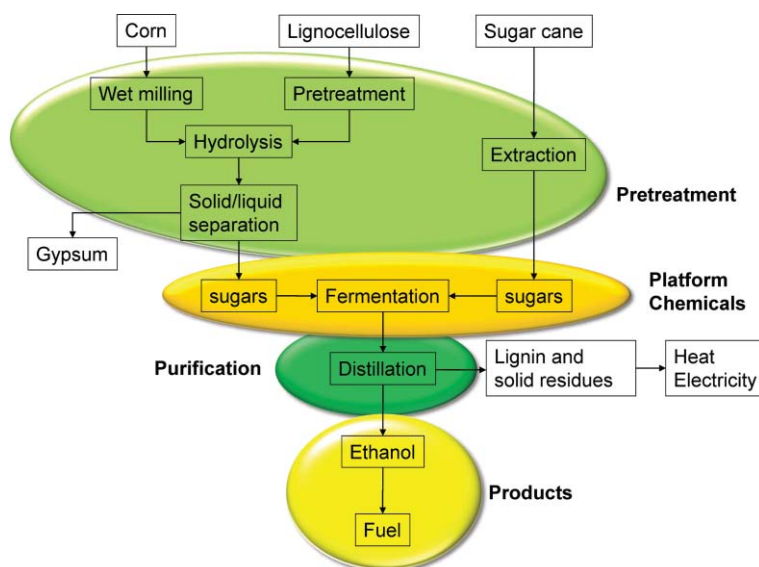 Corn
Lignocellulose
Sugar cane
Wet milling
Pretreatment
Hydrolysis
Extraction
Pretreatment
Solid/liquid
separation
Gypsum
sugars
Fermentation
sugars
Platform
Chemicals
Purification
Distillation
Lignin and
solid residues
Heat
Electricity
Ethanol
Products
Fuel